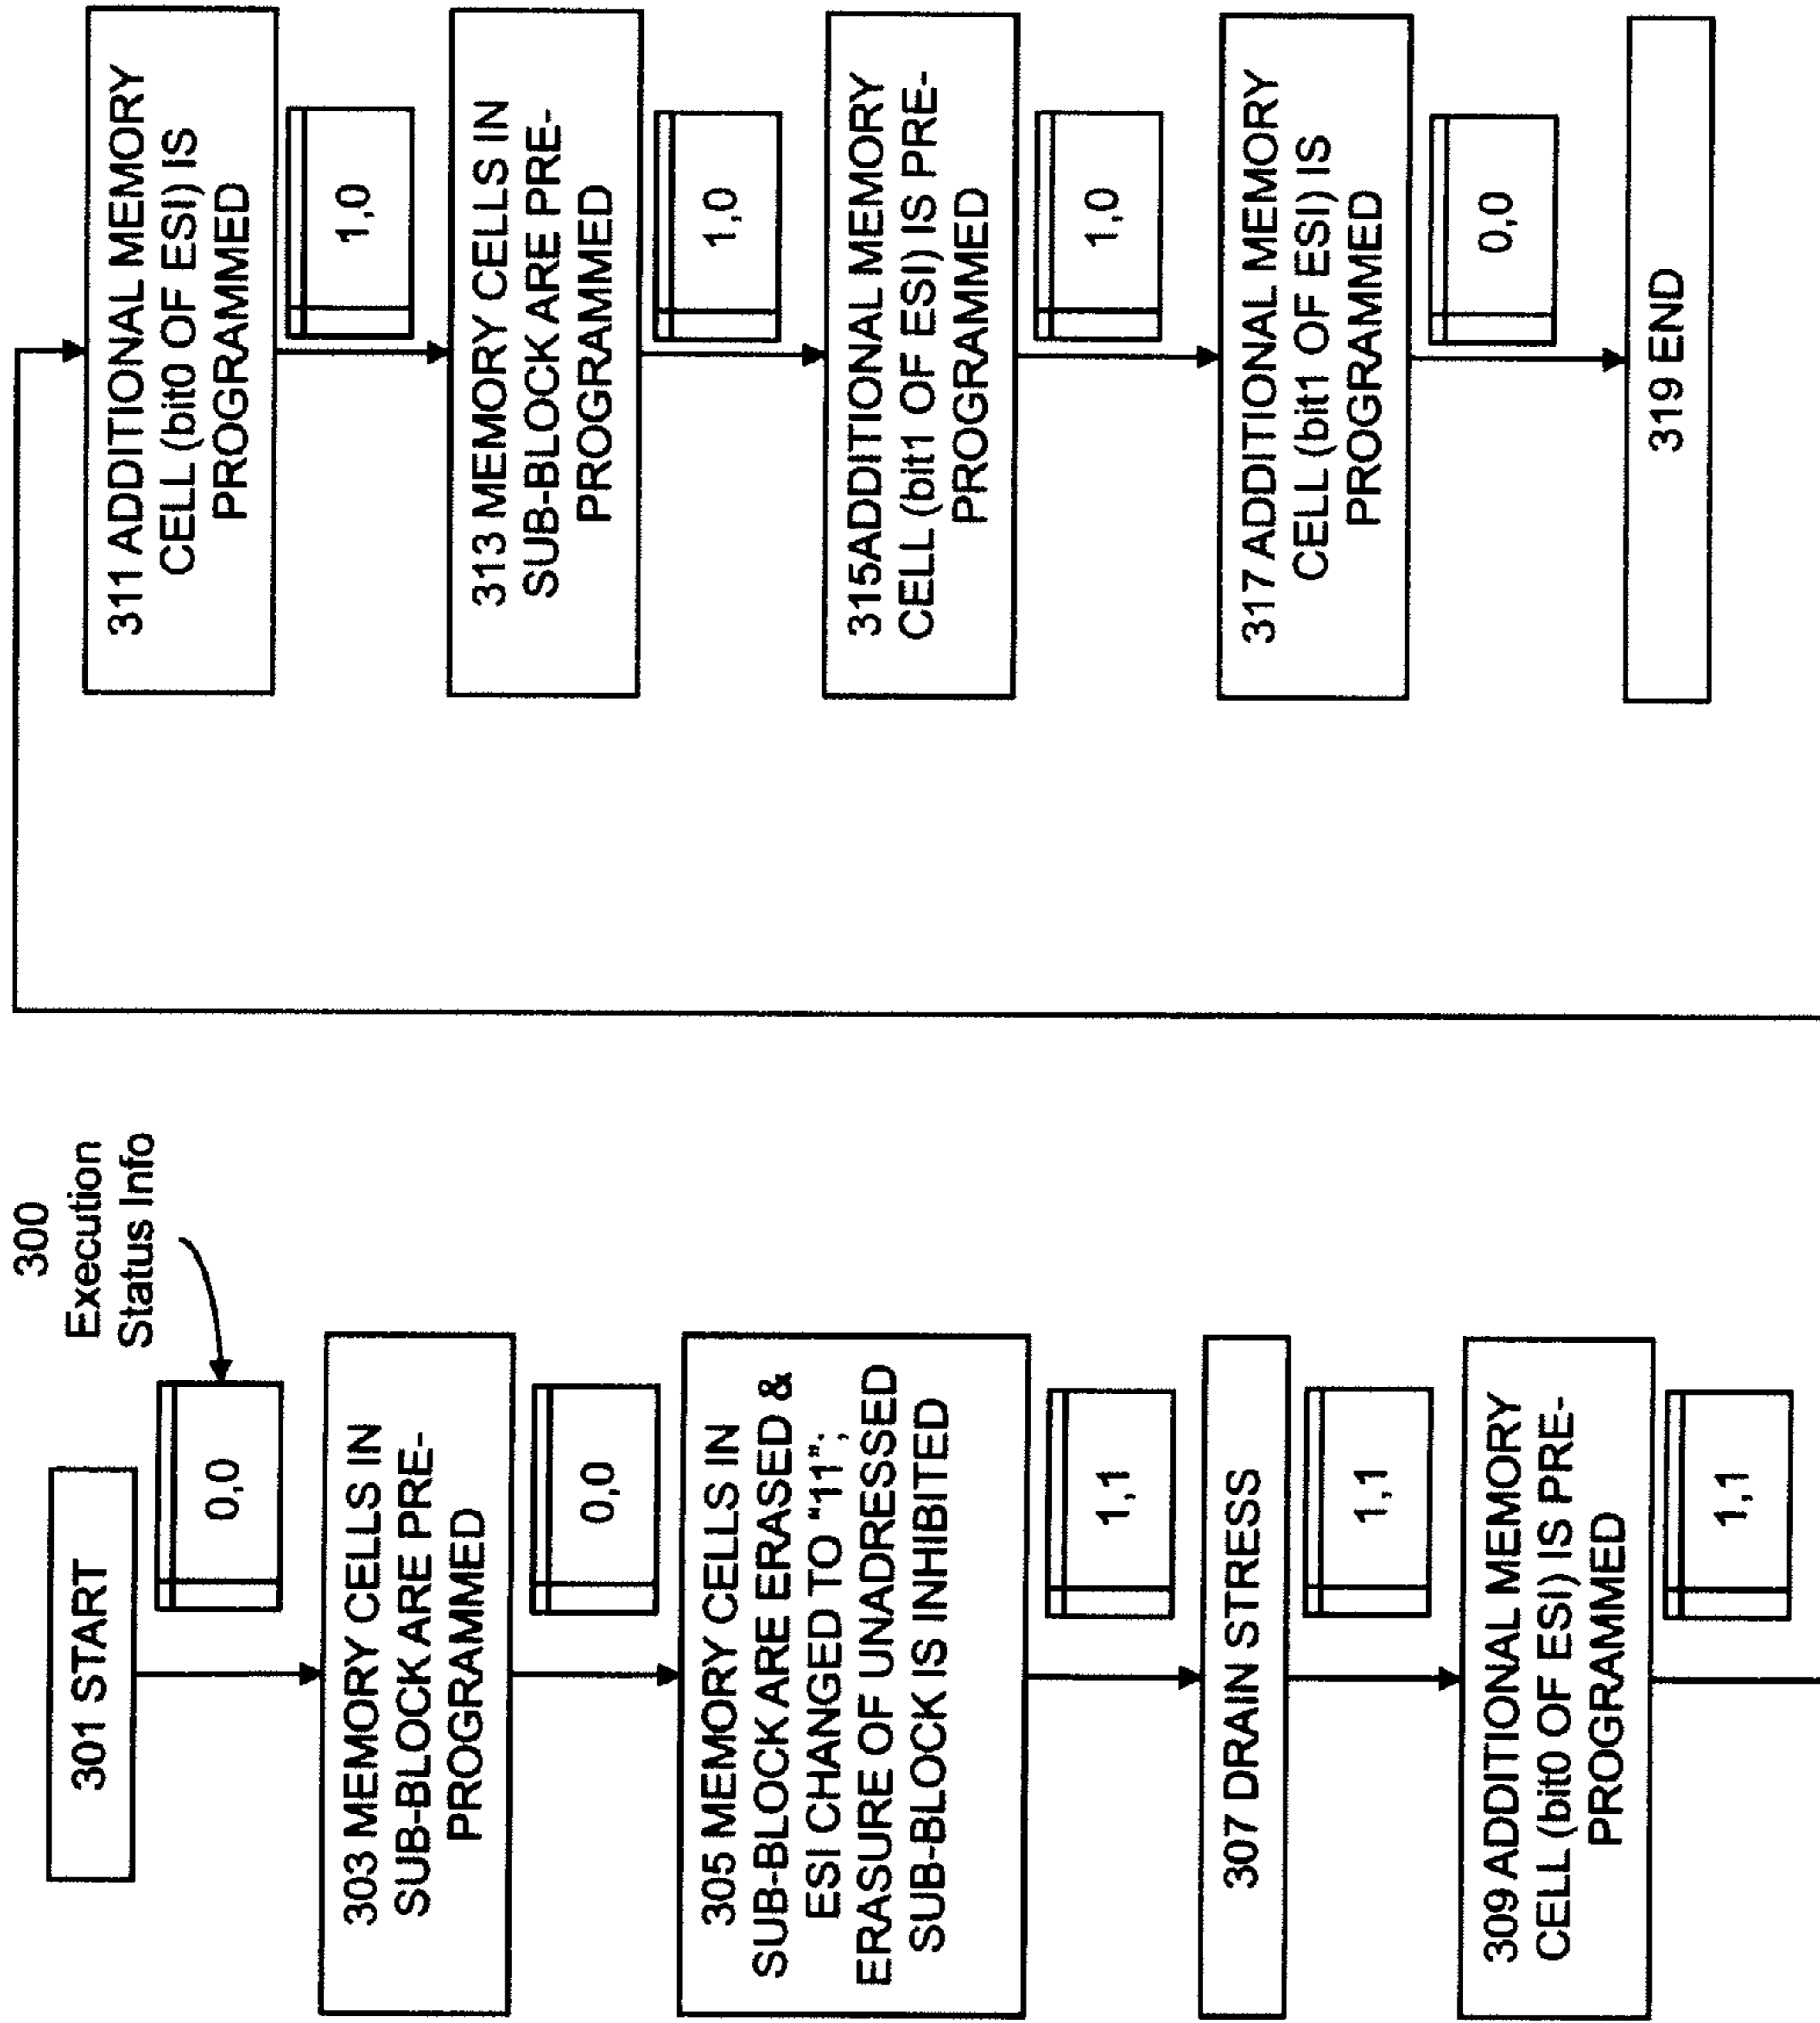 300
Execution
Status Info
301 START
0,0
303 MEMORY CELLS IN
SUB-BLOCK ARE PRE-
PROGRAMMED
0,0
305 MEMORY CELLS IN
SUB-BLOCK ARE ERASED &
ESI CHANGED TO "11";
ERASURE OF UNADRESSED
SUB-BLOCK IS INHIBITED
1,1
307 DRAIN STRESS
1,1
309 ADDITIONAL MEMORY
CELL (bit0 OF ESI) IS PRE-
PROGRAMMED
1,1
311 ADDITIONAL MEMORY
CELL (bit0 OF ESI) IS
PROGRAMMED
1,0
313 MEMORY CELLS IN
SUB-BLOCK ARE PRE-
PROGRAMMED
1,0
315ADDITIONAL MEMORY
CELL (bit1 OF ESI) IS PRE-
PROGRAMMED
1,0
317 ADDITIONAL MEMORY
CELL (bit1 OF ESI) IS
PROGRAMMED
0,0
319 END